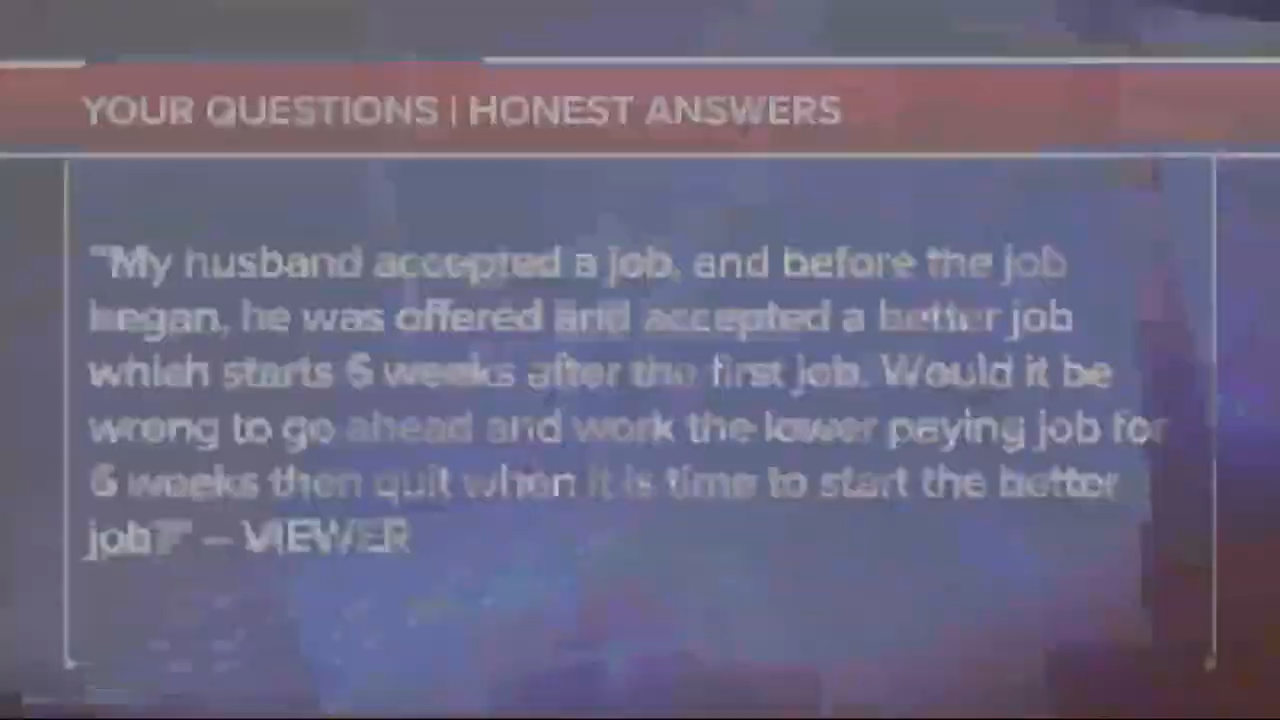 YOUR QUESTIONS | HONEST ANSWERS
"My husband accepted a job, and before the job
began, he was offered and accepted a better job
which starts 6 weeks after the first job. Would it be
wrong to go ahead and work the lower paying job for
6 weeks then quit when it is time to start the better
job?" – VIEWER